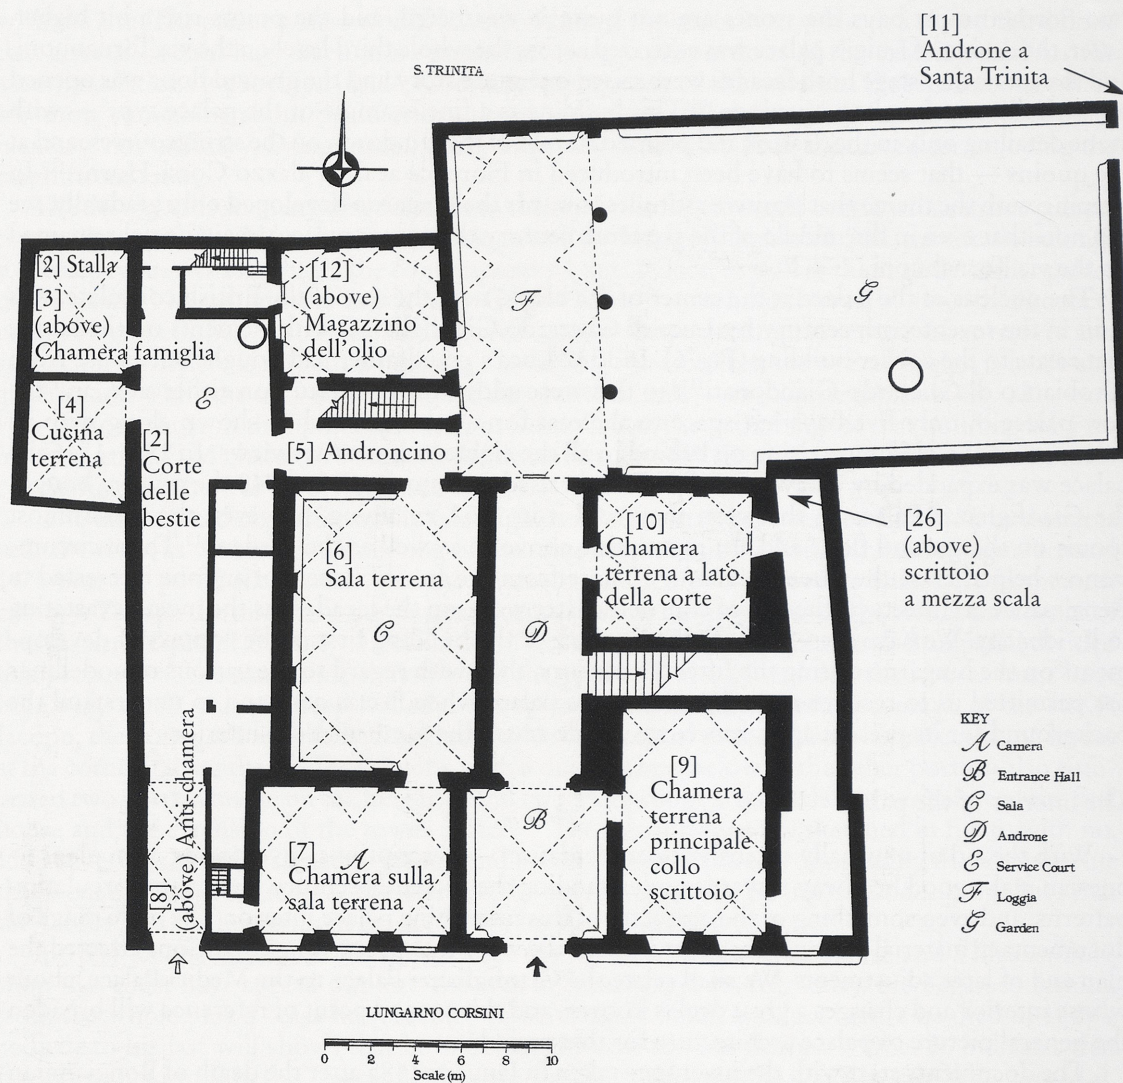 [11]
Androne a
Santa Trinita
S. TRINITA
[2] Stalla
[3]
(above)
Chamera famiglia
[12]
(above)
Magazzino
dell'olio
F
G
E
[4]
Cucina
terrena
[2]
Corte
delle
bestie
[5] Androncino
[6]
Sala terrena
C
D
[10]
Chamera
terrena a lato
della corte
[26]
(above)
scrittoio
a mezza scala
[8]
(above) Anti-chamera
[7] A
Chamera sulla
sala terrena
B
[9]
Chamera
terrena
principale
collo
scrittoio
KEY
A Camera
B Entrance Hall
C Sala
D Androne
E Service Court
F Loggia
G Garden
LUNGARNO CORSINI
0 2 4 6 8 10
Scale (m)